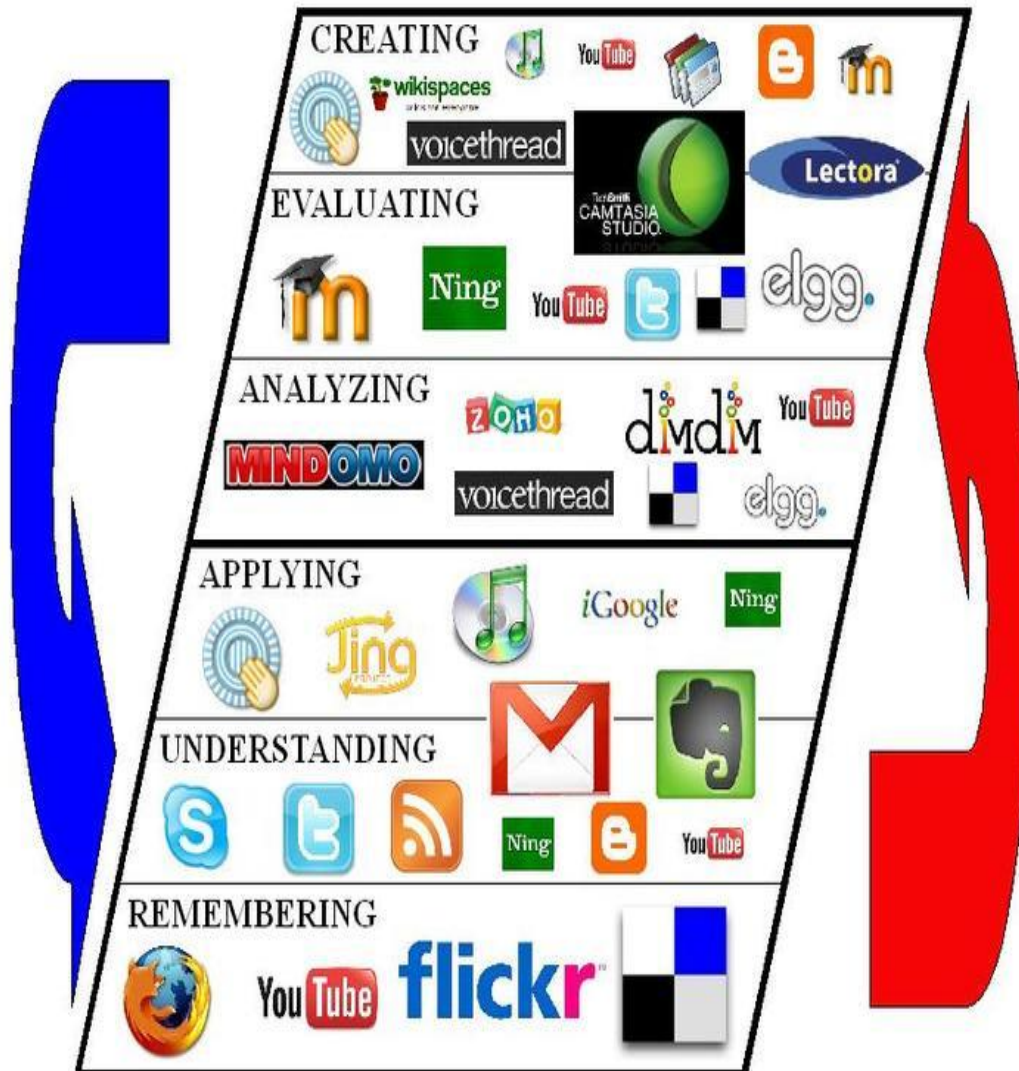 CREATING
You Tube
wikispaces
voicethread
Lectora
TechSmith
CAMTASIA
STUDIO
EVALUATING
Ning
You Tube
elgg.
ANALYZING
ZOHO
dimdim
You Tube
MINDOMO
voicethread
elgg.
APPLYING
iGoogle
Ning
Jing
PROJECT
UNDERSTANDING
Ning
You Tube
REMEMBERING
You Tube
flickr